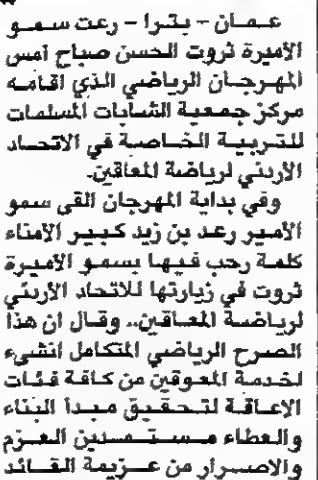 عمان - بترا - رعت سمو
الأميرة ثروت الحسن صباح أمس
المهرجان الرياضي الذي اقامه
مركز جمعية الشابات المسلمات
للتربية الخاصة في الاتحاد
الأردني لرياضة المعاقين.
وفي بداية المهرجان القى سمو
الأمير رعد بن زيد كبير الأمناء
كلمة رحب فيها بسمو الأميرة
ثروت في زيارتها للاتحاد الأردني
لرياضة المعاقين.. وقال ان هذا
الصرح الرياضي المتكامل انشيء
لخدمة المعوقين من كافة فئات
الاعاقة لتحقيق مبدأ البناء
والعطاء مستمدين العزم
والاصرار من عزيمة القائد